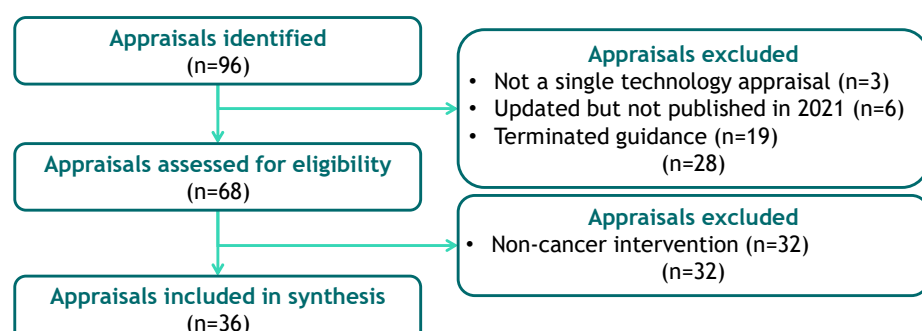 Appraisals identified
(n=96)
Appraisals excluded
• Not a single technology appraisal (n=3)
• Updated but not published in 2021 (n=6)
• Terminated guidance (n=19)
(n=28)
Appraisals assessed for eligibility
(n=68)
Appraisals excluded
• Non-cancer intervention (n=32)
(n=32)
Appraisals included in synthesis
(n=36)